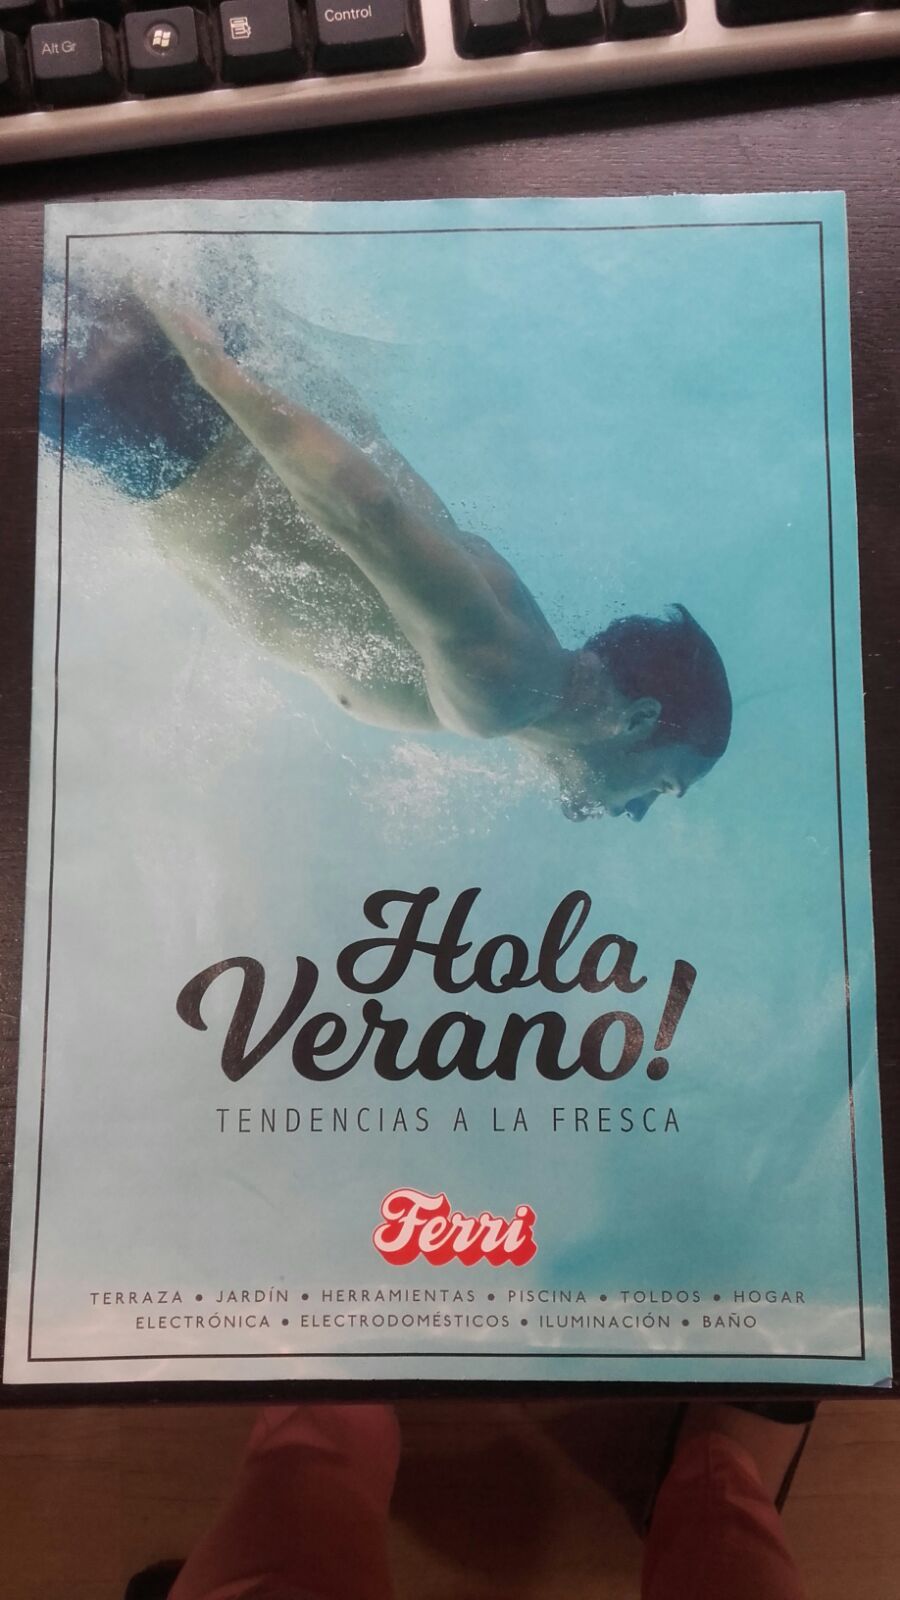 Alt Gr
Control
Hola
Verano!
TENDENCIAS A LA FRESCA
Ferri
TERRAZA • JARDÍN • HERRAMIENTAS • PISCINA • TOLDOS • HOGAR
ELECTRÓNICA • ELECTRODOMÉSTICOS • ILUMINACIÓN • BAÑO